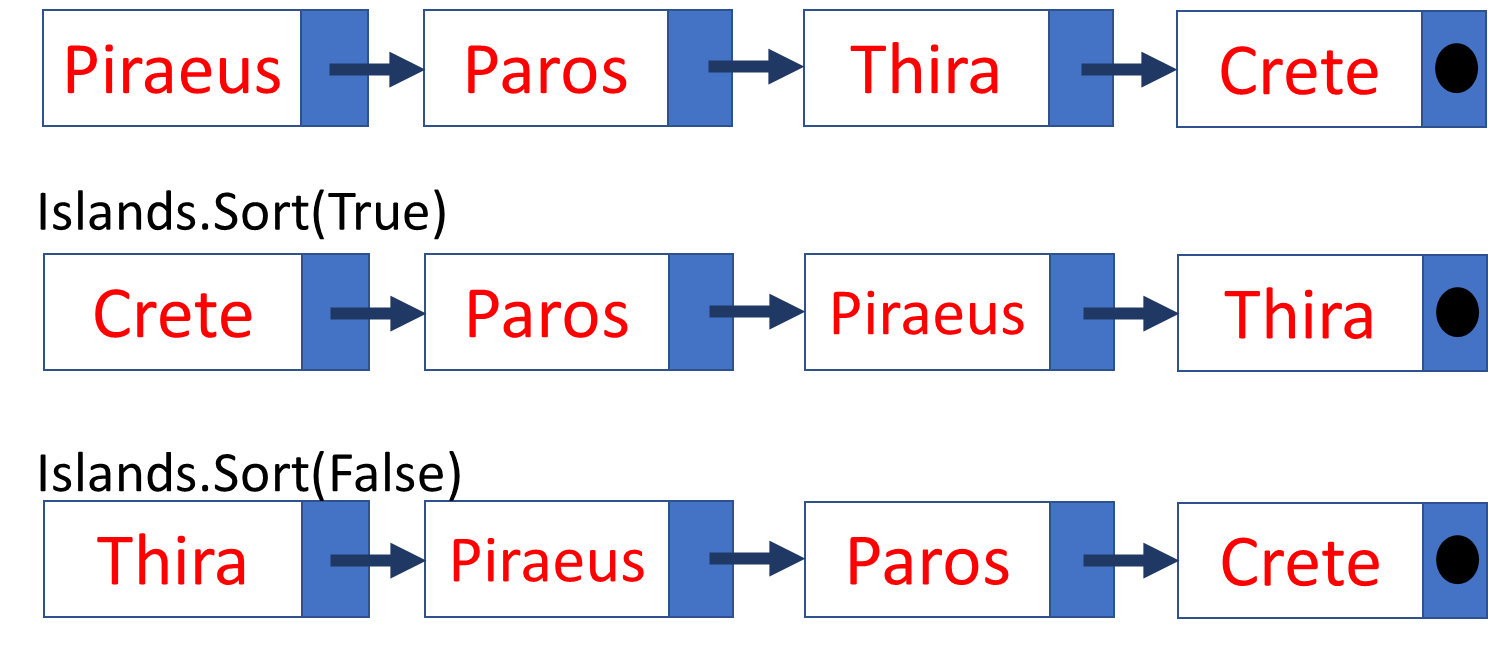 Piraeus Paros Thira Crete
Islands.Sort(True)
Crete Paros Piraeus Thira
Islands.Sort(False)
Thira Piraeus Paros Crete